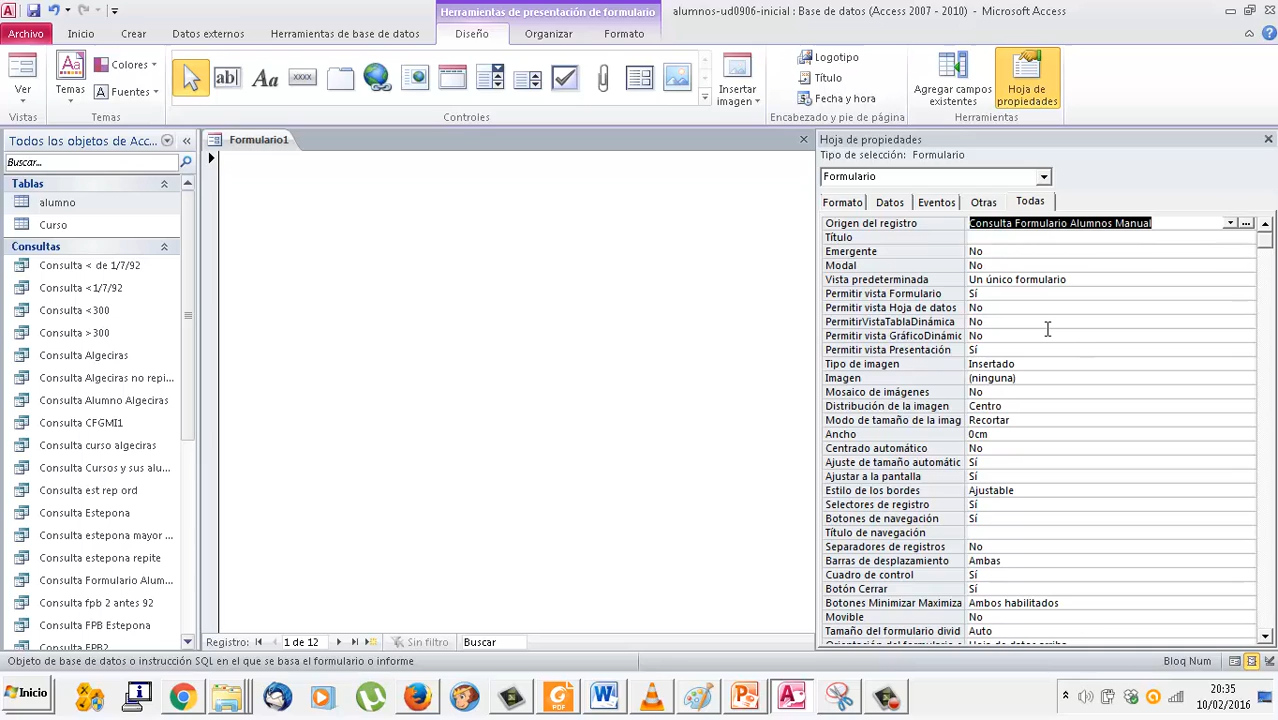 Herramientas de presentación de formulario
alumnos-ud0906-inicial : Base de datos (Access 2007 - 2010) - Microsoft Access
Archivo Inicio Crear Datos externos Herramientas de base de datos Diseño Organizar Formato
Ver
Temas
Colores
Fuentes
Insertar imagen
Logotipo
Título
Fecha y hora
Agregar campos existentes
Hoja de propiedades
Vistas Temas Controles Encabezado y pie de página Herramientas
Todos los objetos de Acc...
Buscar...
Tablas
alumno
Curso
Consultas
Consulta < de 1/7/92
Consulta <1/7/92
Consulta <300
Consulta >300
Consulta Algeciras
Consulta Algeciras no repi...
Consulta Alumno Algeciras
Consulta CFGMI1
Consulta curso algeciras
Consulta Cursos y sus alu...
Consulta est rep ord
Consulta Estepona
Consulta estepona mayor ...
Consulta estepona repite
Consulta Formulario Alum...
Consulta fpb 2 antes 92
Consulta FPB Estepona
Consulta FPB2
Formulario1
Registro: 1 de 12 Sin filtro Buscar
Hoja de propiedades
Tipo de selección: Formulario
Formulario
Formato Datos Eventos Otras Todas
Origen del registro Consulta Formulario Alumnos Manual
Título
Emergente No
Modal No
Vista predeterminada Un único formulario
Permitir vista Formulario Sí
Permitir vista Hoja de datos No
PermitirVistaTablaDinámica No
Permitir vista GráficoDinámic No
Permitir vista Presentación Sí
Tipo de imagen Insertado
Imagen (ninguna)
Mosaico de imágenes No
Distribución de la imagen Centro
Modo de tamaño de la imag Recortar
Ancho 0cm
Centrado automático No
Ajuste de tamaño automátic Sí
Ajustar a la pantalla Sí
Estilo de los bordes Ajustable
Selectores de registro Sí
Botones de navegación Sí
Título de navegación
Separadores de registros No
Barras de desplazamiento Ambas
Cuadro de control Sí
Botón Cerrar Sí
Botones Minimizar Maximiza Ambos habilitados
Movible No
Tamaño del formulario divid Auto
Objeto de base de datos o instrucción SQL en el que se basa el formulario o informe
Bloq Num
Inicio
20:35
10/02/2016